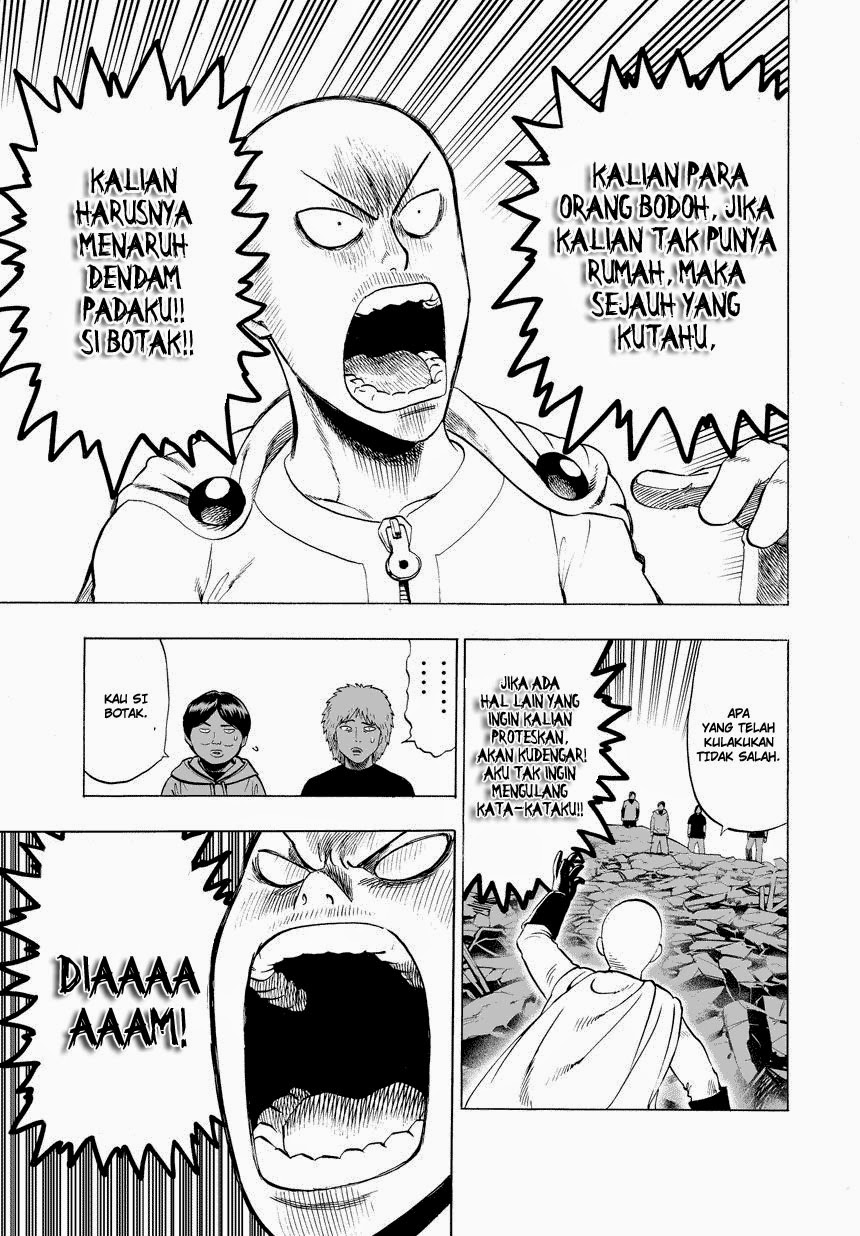 KALIAN PARA
ORANG BODOH, JIKA
KALIAN TAK PUNYA
RUMAH, MAKA
SEJAUH YANG
KUTAHU,
KALIAN
HARUSNYA
MENARUH
DENDAM
PADAKU!!
SI BOTAK!!
APA
YANG TELAH
KULAKUKAN
TIDAK SALAH.
JIKA ADA
HAL LAIN YANG
INGIN KALIAN
PROTESKAN,
AKAN KUDENGAR!
AKU TAK INGIN
MENGULANG
KATA-KATAKU!!
......
KAU SI
BOTAK.
DIAAAA
AAAM!